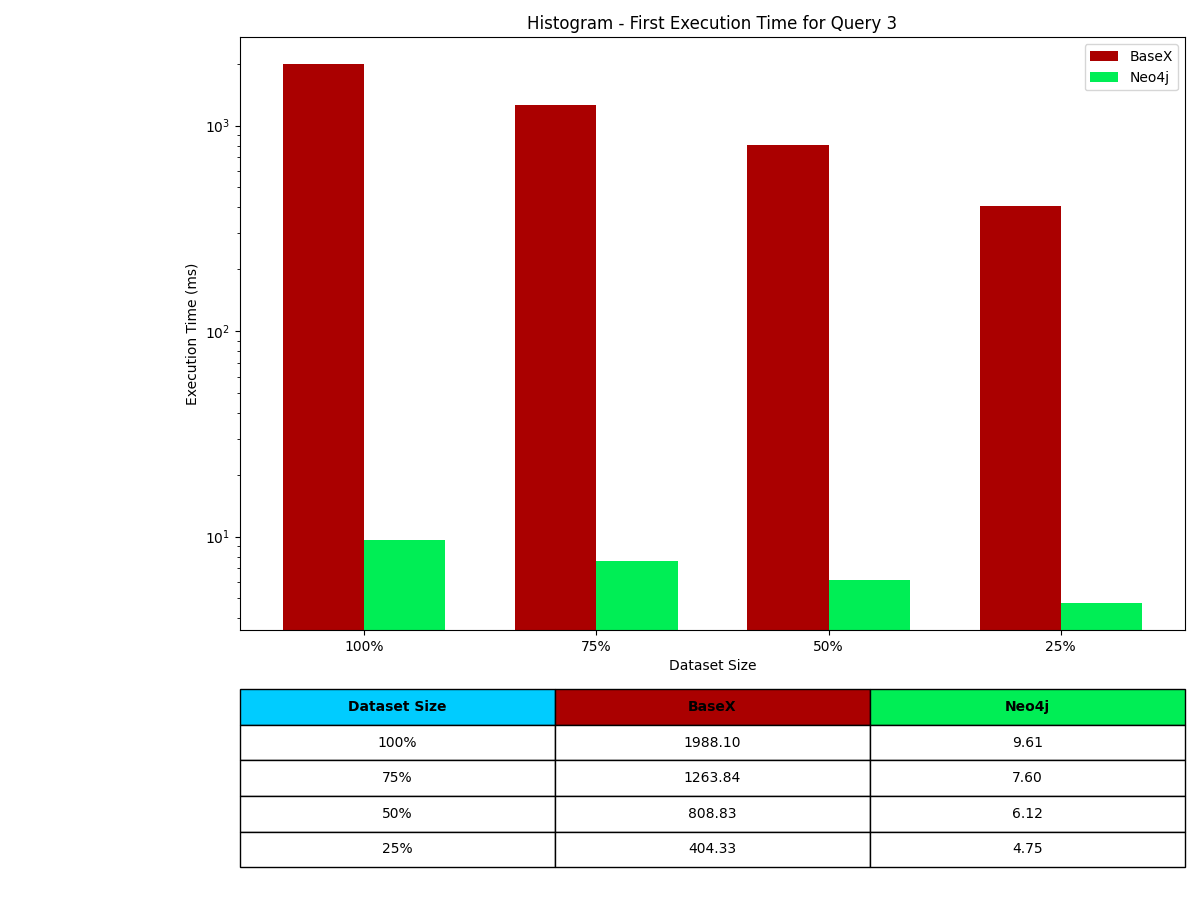 Histogram - First Execution Time for Query 3
BaseX
Neo4j
10³
10²
10¹
Execution Time (ms)
100% 75% 50% 25%
Dataset Size
Dataset Size BaseX Neo4j
100% 1988.10 9.61
75% 1263.84 7.60
50% 808.83 6.12
25% 404.33 4.75